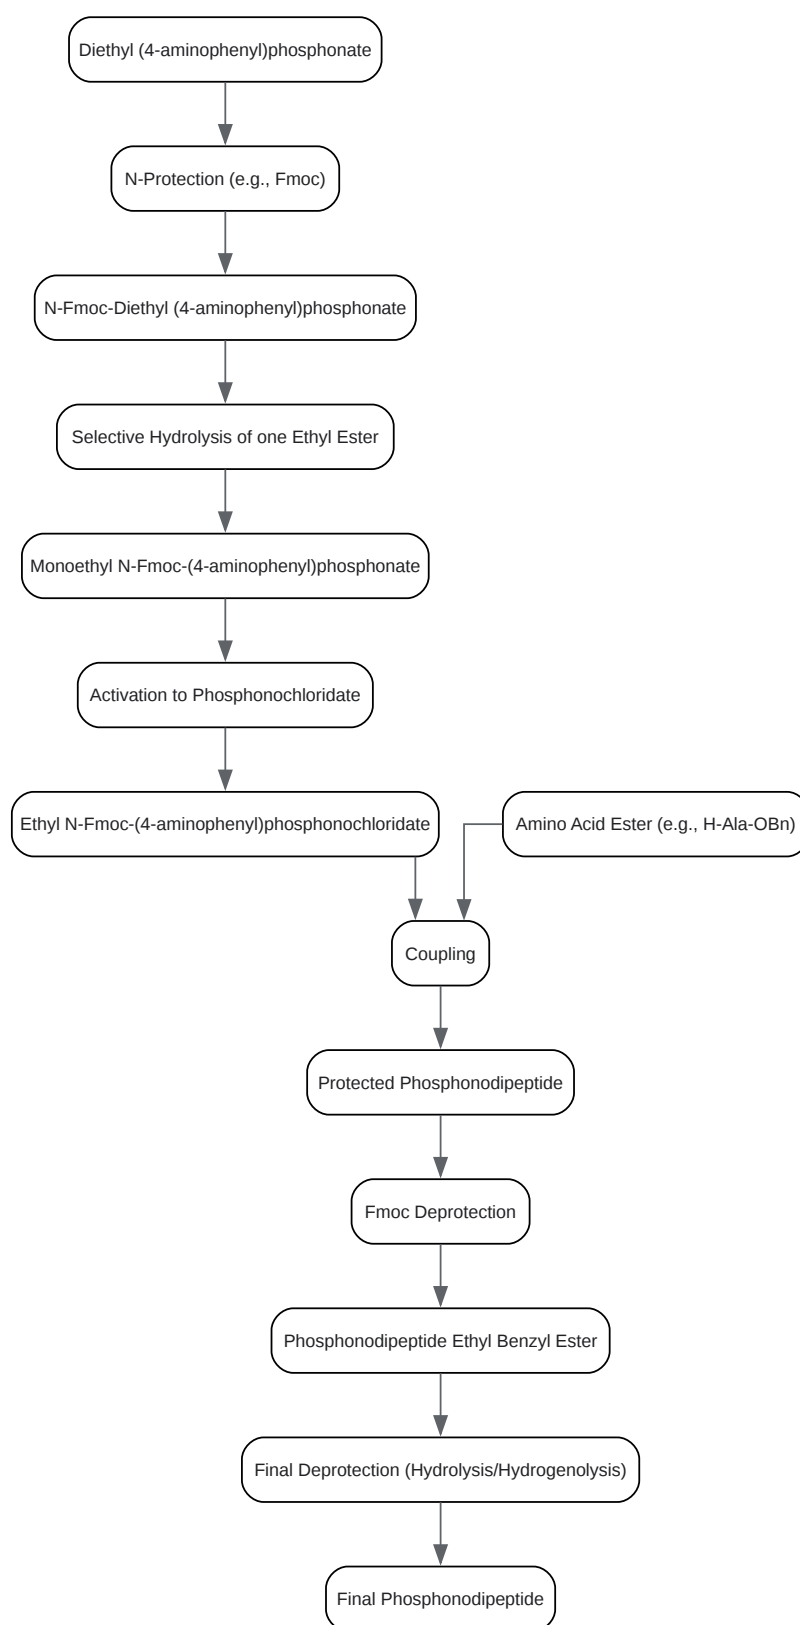 Diethyl (4-aminophenyl)phosphonate
N-Protection (e.g., Fmoc)
N-Fmoc-Diethyl (4-aminophenyl)phosphonate
Selective Hydrolysis of one Ethyl Ester
Monoethyl N-Fmoc-(4-aminophenyl)phosphonate
Activation to Phosphonochloridate
Ethyl N-Fmoc-(4-aminophenyl)phosphonochloridate
Amino Acid Ester (e.g., H-Ala-OBn)
Coupling
Protected Phosphonodipeptide
Fmoc Deprotection
Phosphonodipeptide Ethyl Benzyl Ester
Final Deprotection (Hydrolysis/Hydrogenolysis)
Final Phosphonodipeptide